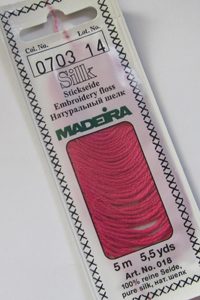 Col. No. Lot. No.
0703 14
Silk
Stickseide
Embroidery floss
Натуральный шелк
MADEIRA
5 m 5,5 yds
Art. No. 018
100% reine Seide,
pure silk, нат. шелк